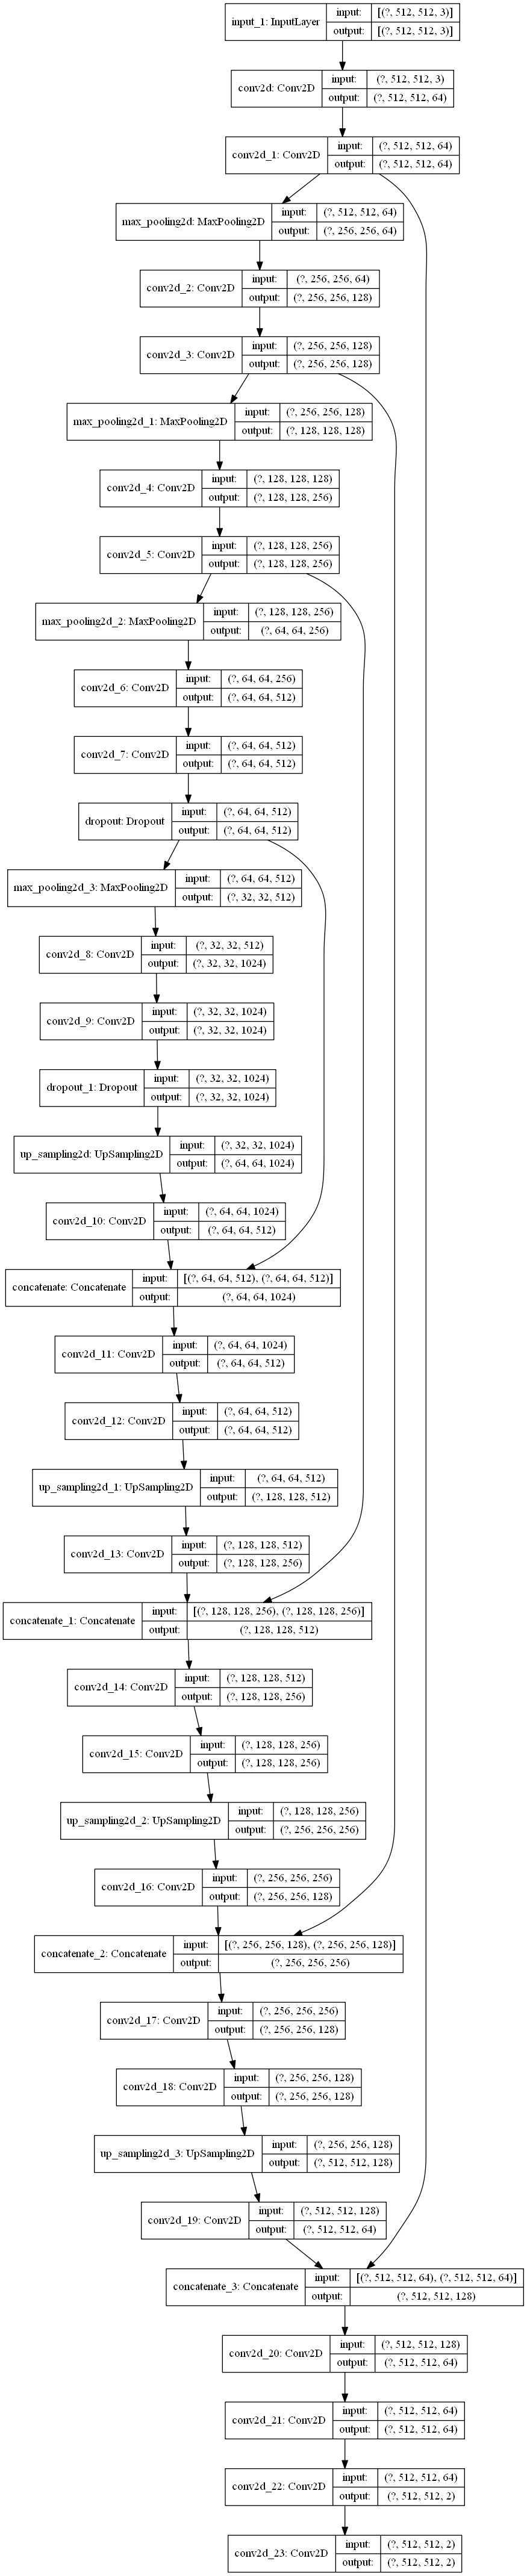 input_1: InputLayer
input: [(?, 512, 512, 3)]
output: [(?, 512, 512, 3)]
conv2d: Conv2D
input: (?, 512, 512, 3)
output: (?, 512, 512, 64)
conv2d_1: Conv2D
input: (?, 512, 512, 64)
output: (?, 512, 512, 64)
max_pooling2d: MaxPooling2D
input: (?, 512, 512, 64)
output: (?, 256, 256, 64)
conv2d_2: Conv2D
input: (?, 256, 256, 64)
output: (?, 256, 256, 128)
conv2d_3: Conv2D
input: (?, 256, 256, 128)
output: (?, 256, 256, 128)
max_pooling2d_1: MaxPooling2D
input: (?, 256, 256, 128)
output: (?, 128, 128, 128)
conv2d_4: Conv2D
input: (?, 128, 128, 128)
output: (?, 128, 128, 256)
conv2d_5: Conv2D
input: (?, 128, 128, 256)
output: (?, 128, 128, 256)
max_pooling2d_2: MaxPooling2D
input: (?, 128, 128, 256)
output: (?, 64, 64, 256)
conv2d_6: Conv2D
input: (?, 64, 64, 256)
output: (?, 64, 64, 512)
conv2d_7: Conv2D
input: (?, 64, 64, 512)
output: (?, 64, 64, 512)
dropout: Dropout
input: (?, 64, 64, 512)
output: (?, 64, 64, 512)
max_pooling2d_3: MaxPooling2D
input: (?, 64, 64, 512)
output: (?, 32, 32, 512)
conv2d_8: Conv2D
input: (?, 32, 32, 512)
output: (?, 32, 32, 1024)
conv2d_9: Conv2D
input: (?, 32, 32, 1024)
output: (?, 32, 32, 1024)
dropout_1: Dropout
input: (?, 32, 32, 1024)
output: (?, 32, 32, 1024)
up_sampling2d: UpSampling2D
input: (?, 32, 32, 1024)
output: (?, 64, 64, 1024)
conv2d_10: Conv2D
input: (?, 64, 64, 1024)
output: (?, 64, 64, 512)
concatenate: Concatenate
input: [(?, 64, 64, 512), (?, 64, 64, 512)]
output: (?, 64, 64, 1024)
conv2d_11: Conv2D
input: (?, 64, 64, 1024)
output: (?, 64, 64, 512)
conv2d_12: Conv2D
input: (?, 64, 64, 512)
output: (?, 64, 64, 512)
up_sampling2d_1: UpSampling2D
input: (?, 64, 64, 512)
output: (?, 128, 128, 512)
conv2d_13: Conv2D
input: (?, 128, 128, 512)
output: (?, 128, 128, 256)
concatenate_1: Concatenate
input: [(?, 128, 128, 256), (?, 128, 128, 256)]
output: (?, 128, 128, 512)
conv2d_14: Conv2D
input: (?, 128, 128, 512)
output: (?, 128, 128, 256)
conv2d_15: Conv2D
input: (?, 128, 128, 256)
output: (?, 128, 128, 256)
up_sampling2d_2: UpSampling2D
input: (?, 128, 128, 256)
output: (?, 256, 256, 256)
conv2d_16: Conv2D
input: (?, 256, 256, 256)
output: (?, 256, 256, 128)
concatenate_2: Concatenate
input: [(?, 256, 256, 128), (?, 256, 256, 128)]
output: (?, 256, 256, 256)
conv2d_17: Conv2D
input: (?, 256, 256, 256)
output: (?, 256, 256, 128)
conv2d_18: Conv2D
input: (?, 256, 256, 128)
output: (?, 256, 256, 128)
up_sampling2d_3: UpSampling2D
input: (?, 256, 256, 128)
output: (?, 512, 512, 128)
conv2d_19: Conv2D
input: (?, 512, 512, 128)
output: (?, 512, 512, 64)
concatenate_3: Concatenate
input: [(?, 512, 512, 64), (?, 512, 512, 64)]
output: (?, 512, 512, 128)
conv2d_20: Conv2D
input: (?, 512, 512, 128)
output: (?, 512, 512, 64)
conv2d_21: Conv2D
input: (?, 512, 512, 64)
output: (?, 512, 512, 64)
conv2d_22: Conv2D
input: (?, 512, 512, 64)
output: (?, 512, 512, 2)
conv2d_23: Conv2D
input: (?, 512, 512, 2)
output: (?, 512, 512, 2)